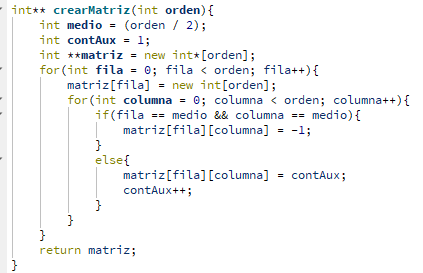 int** crearMatriz(int orden){
int medio = (orden / 2);
int contAux = 1;
int **matriz = new int*[orden];
for(int fila = 0; fila < orden; fila++){
matriz[fila] = new int[orden];
for(int columna = 0; columna < orden; columna++){
if(fila == medio && columna == medio){
matriz[fila][columna] = -1;
}
else{
matriz[fila][columna] = contAux;
contAux++;
}
}
}
return matriz;
}